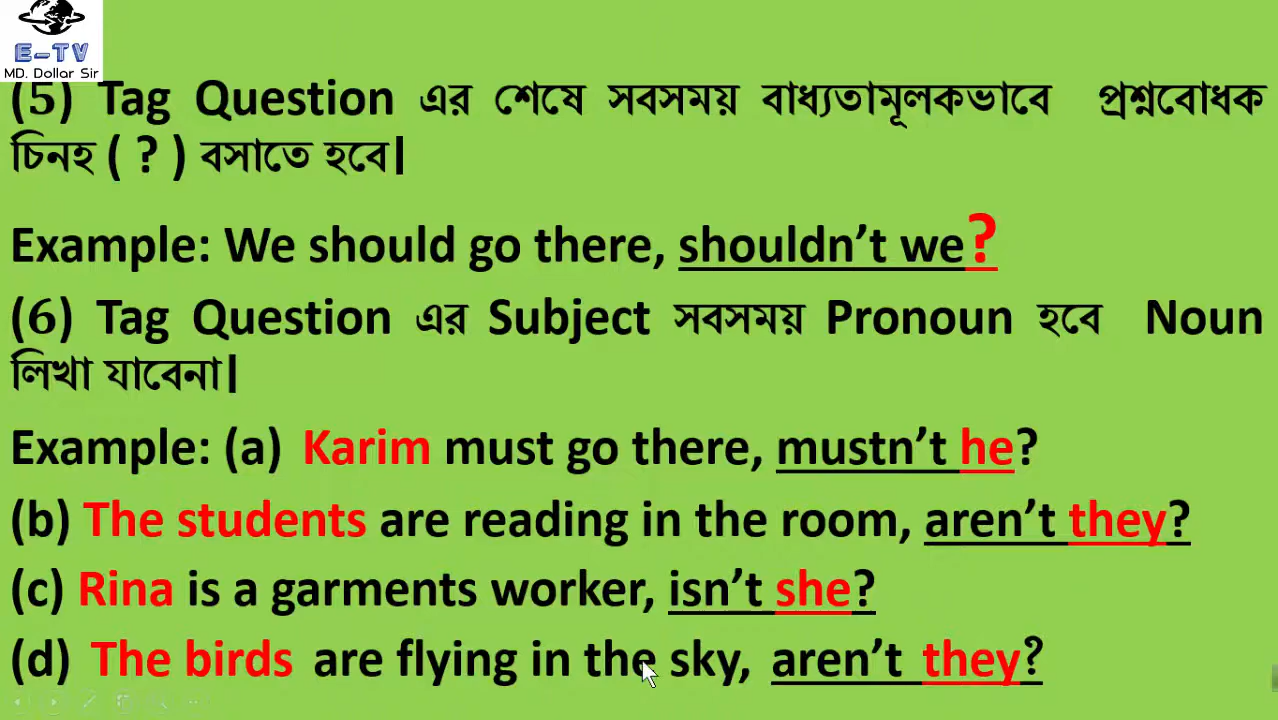 E-TV
MD. Dollar Sir
(5) Tag Question এর শেষে সবসময় বাধ্যতামূলকভাবে প্রশ্নবোধক
চিনহ ( ? ) বসাতে হবে।
Example: We should go there, shouldn’t we?
(6) Tag Question এর Subject সবসময় Pronoun হবে Noun
লিখা যাবেনা।
Example: (a) Karim must go there, mustn’t he?
(b) The students are reading in the room, aren’t they?
(c) Rina is a garments worker, isn’t she?
(d) The birds are flying in the sky, aren’t they?